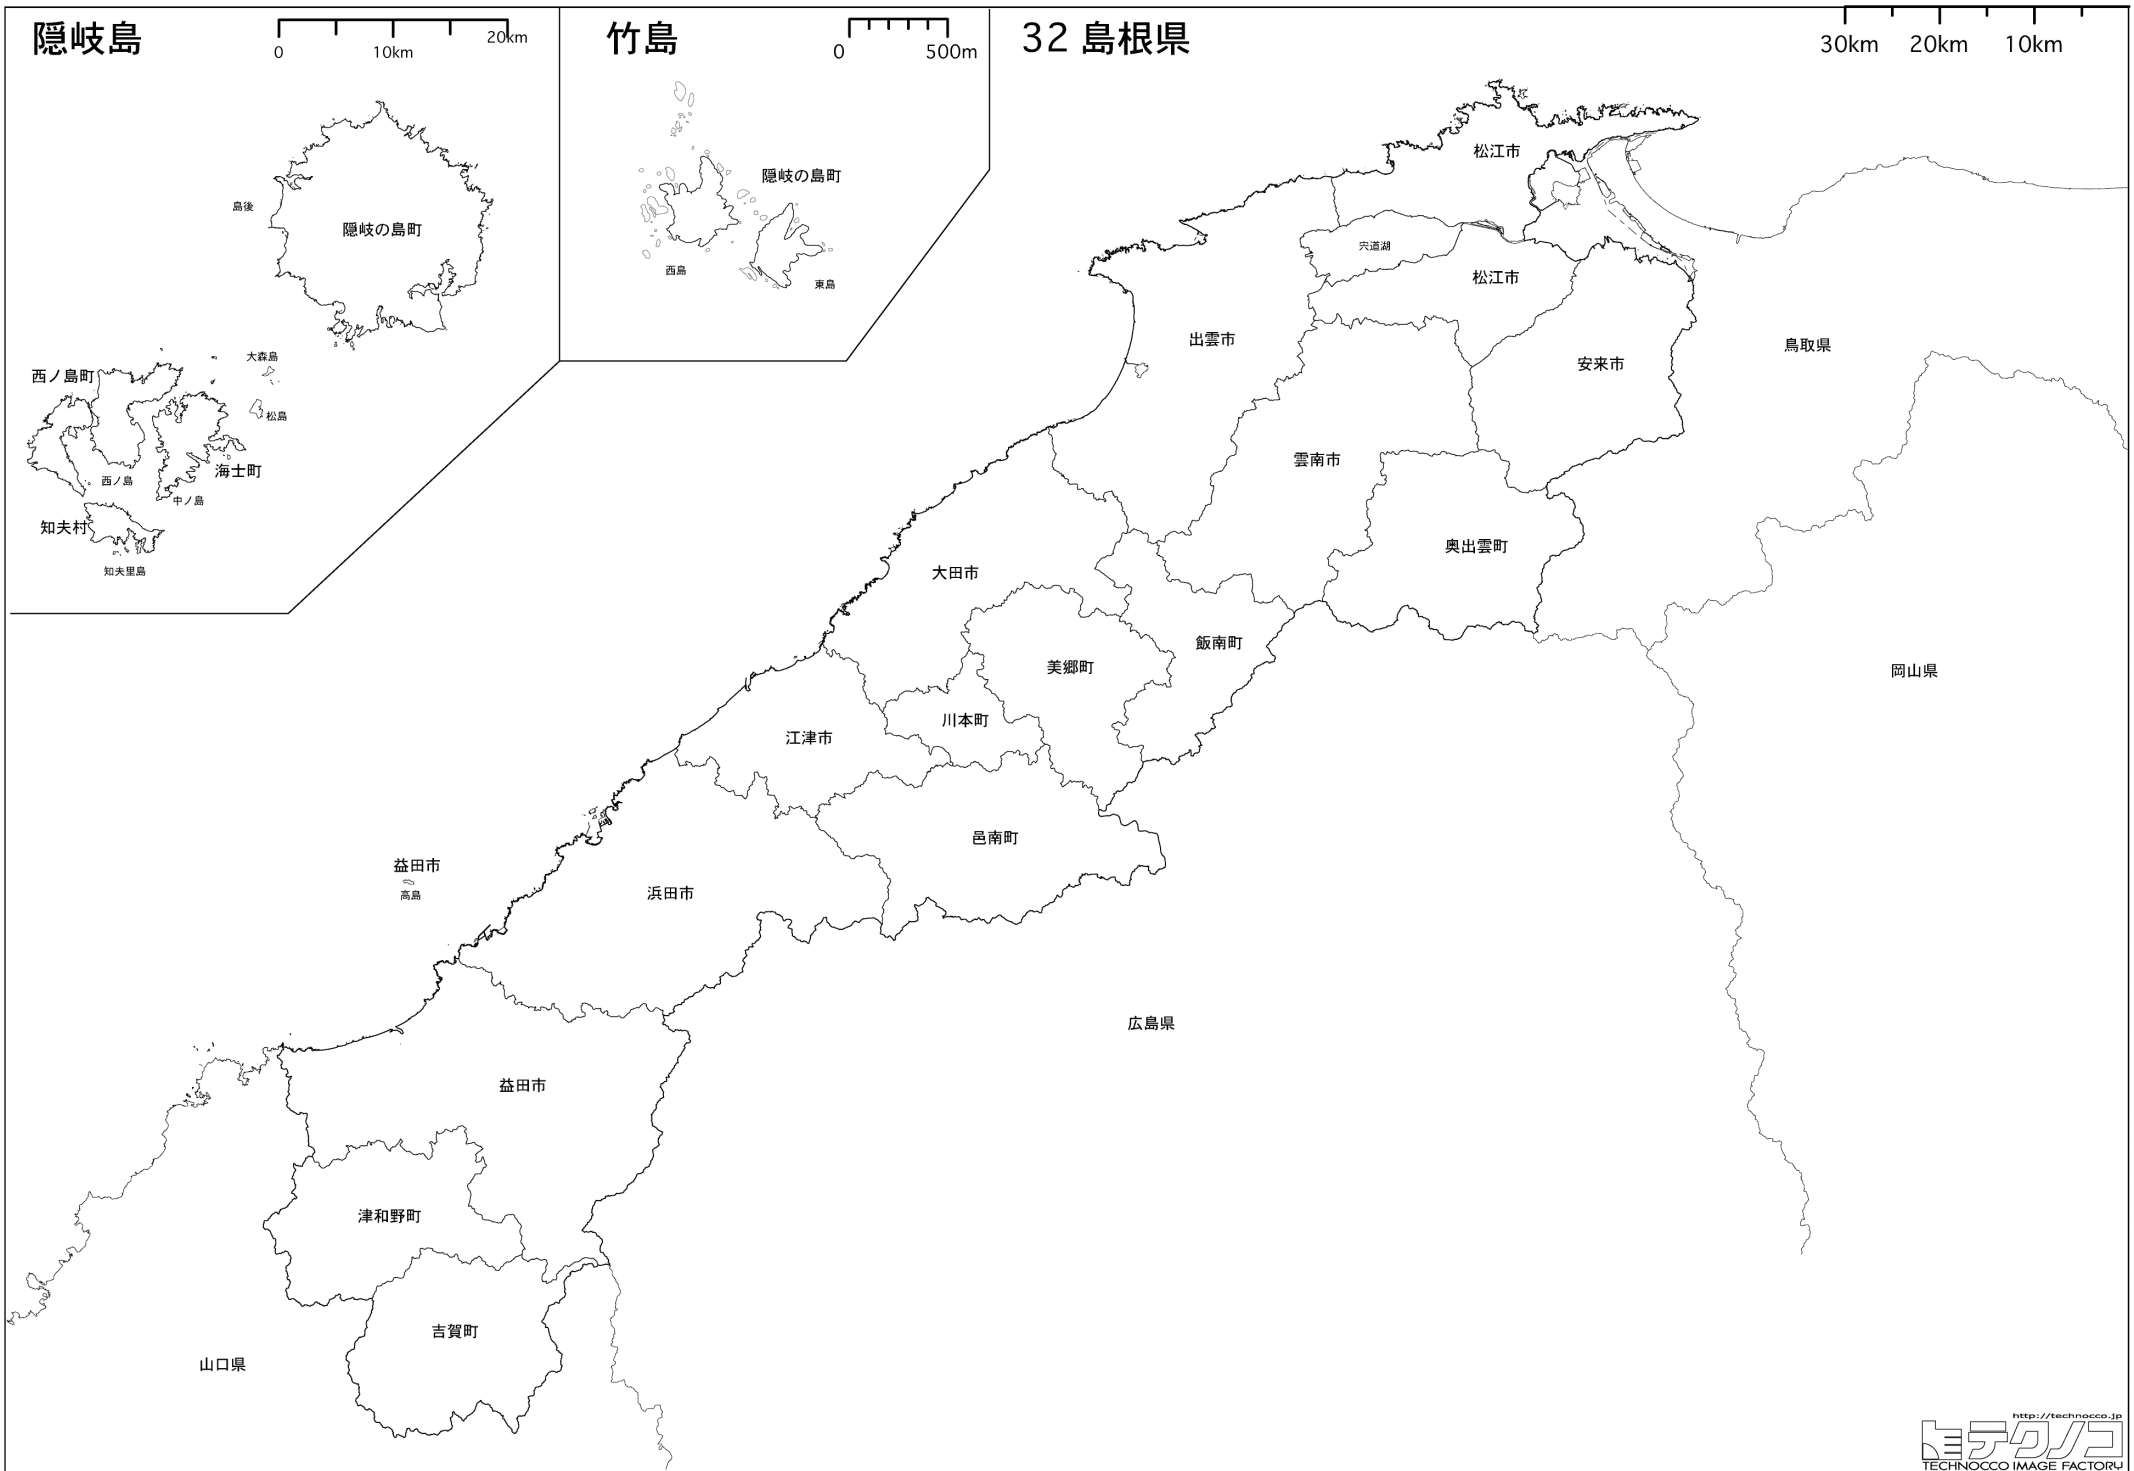 隠岐島
0
10km
20km
島後
隠岐の島町
大森島
西ノ島町
松島
海士町
西ノ島
中ノ島
知夫村
知夫里島
竹島
0
500m
隠岐の島町
西島
東島
32 島根県
30km
20km
10km
松江市
宍道湖
松江市
出雲市
安来市
鳥取県
雲南市
奥出雲町
大田市
飯南町
美郷町
岡山県
川本町
江津市
邑南町
益田市
高島
浜田市
広島県
益田市
津和野町
吉賀町
山口県
http://technocco.jp
テクノコ
TECHNOCCO IMAGE FACTORY